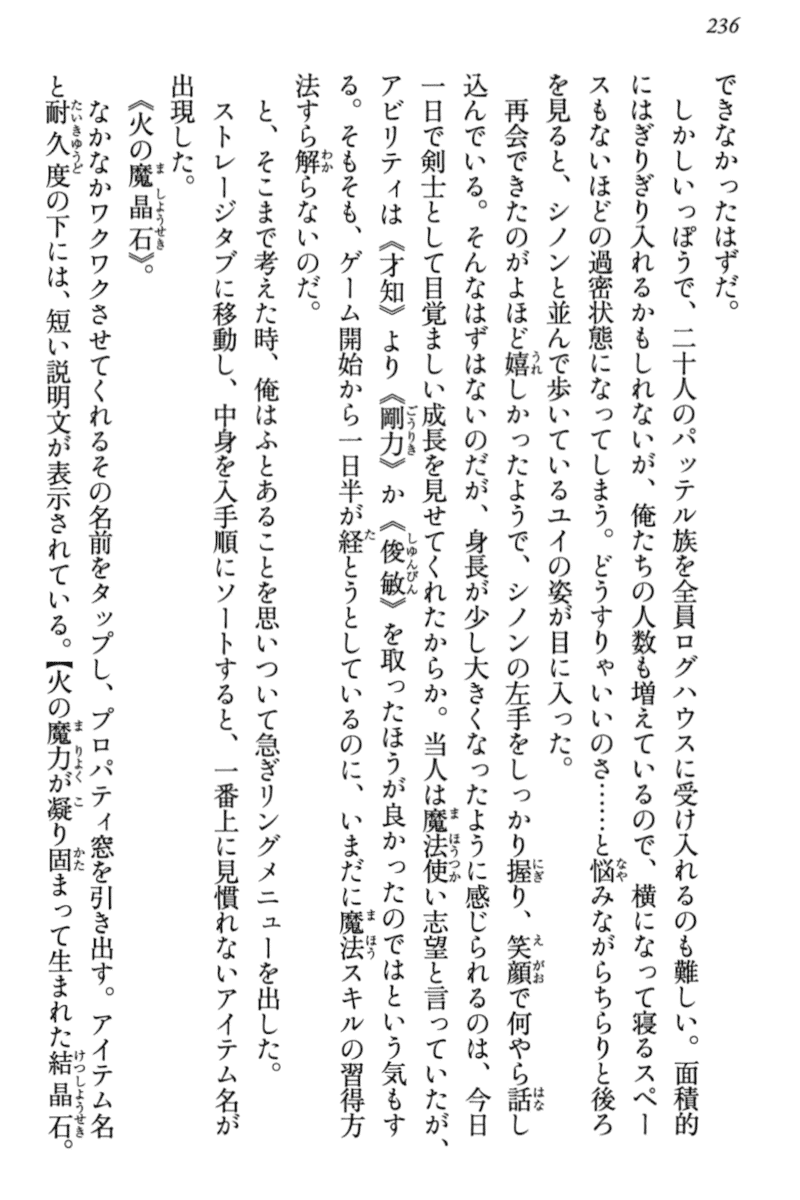 236
できなかったはずだ。
　しかしいっぽうで、二十人のパッテル族を全員ログハウスに受け入れるのも難しい。面積的
にはぎりぎり入れるかもしれないが、俺たちの人数も増えているので、横になって寝るスペー
スもないほどの過密状態になってしまう。どうすりゃいいのさ……と悩みながらちらりと後ろ
を見ると、シノンと並んで歩いているユイの姿が目に入った。
　再会できたのがよほど嬉しかったようで、シノンの左手をしっかり握り、笑顔で何やら話し
込んでいる。そんなはずはないのだが、身長が少し大きくなったように感じられるのは、今日
一日で剣士として目覚ましい成長を見せてくれたからか。当人は魔法使い志望と言っていたが、
アビリティは《才知》より《剛力》か《俊敏》を取ったほうが良かったのではという気もす
る。そもそも、ゲーム開始から一日半が経とうとしているのに、いまだに魔法スキルの習得方
法すら解らないのだ。
　と、そこまで考えた時、俺はふとあることを思いついて急ぎリングメニューを出した。
　ストレージタブに移動し、中身を入手順にソートすると、一番上に見慣れないアイテム名が
出現した。
《火の魔晶石》。
　なかなかワクワクさせてくれるその名前をタップし、プロパティ窓を引き出す。アイテム名
と耐久度の下には、短い説明文が表示されている。【火の魔力が凝り固まって生まれた結晶石。